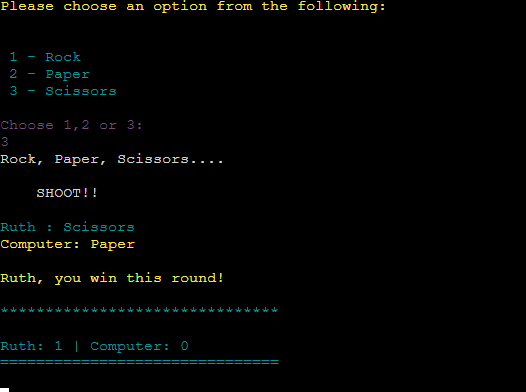 Please choose an option from the following:
1 - Rock
2 - Paper
3 - Scissors
Choose 1,2 or 3:
3
Rock, Paper, Scissors....
SHOOT!!
Ruth : Scissors
Computer: Paper
Ruth, you win this round!
*******************************
Ruth: 1 | Computer: 0
===============================